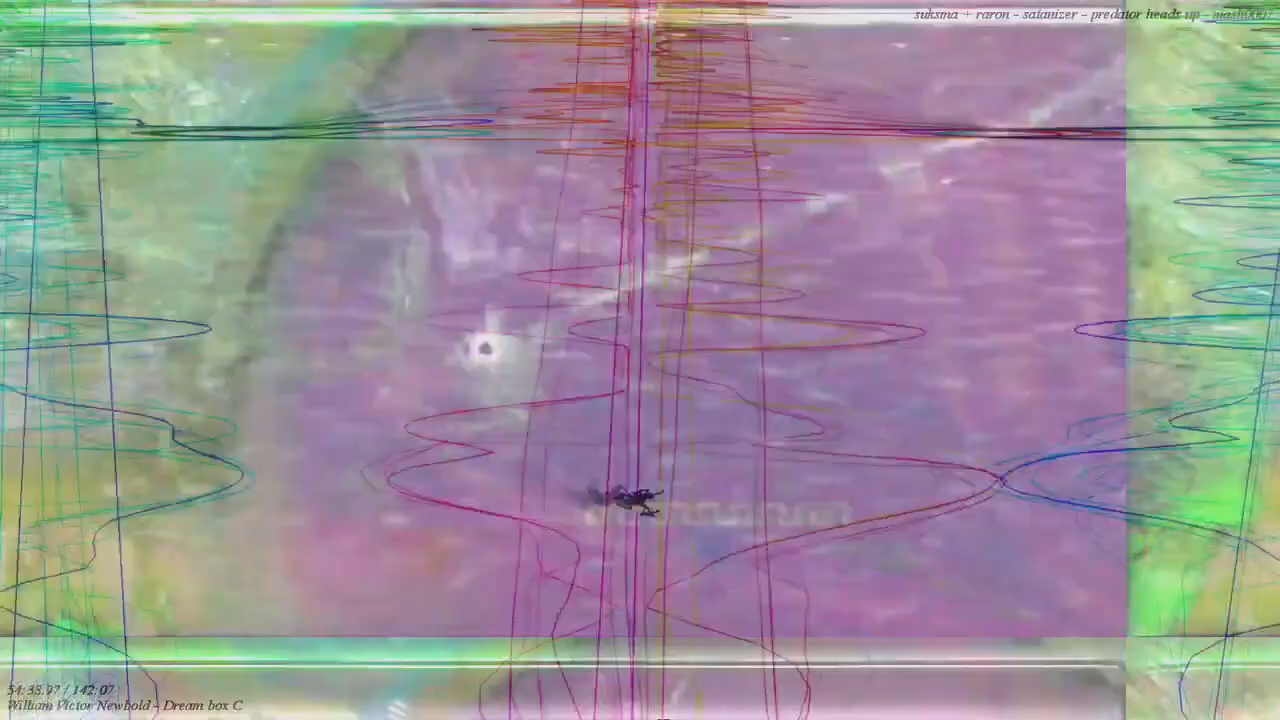 suksma + raron - satanizer - predator heads up -
54:38.97 / 142:07
William Victor Newbold - Dream box C